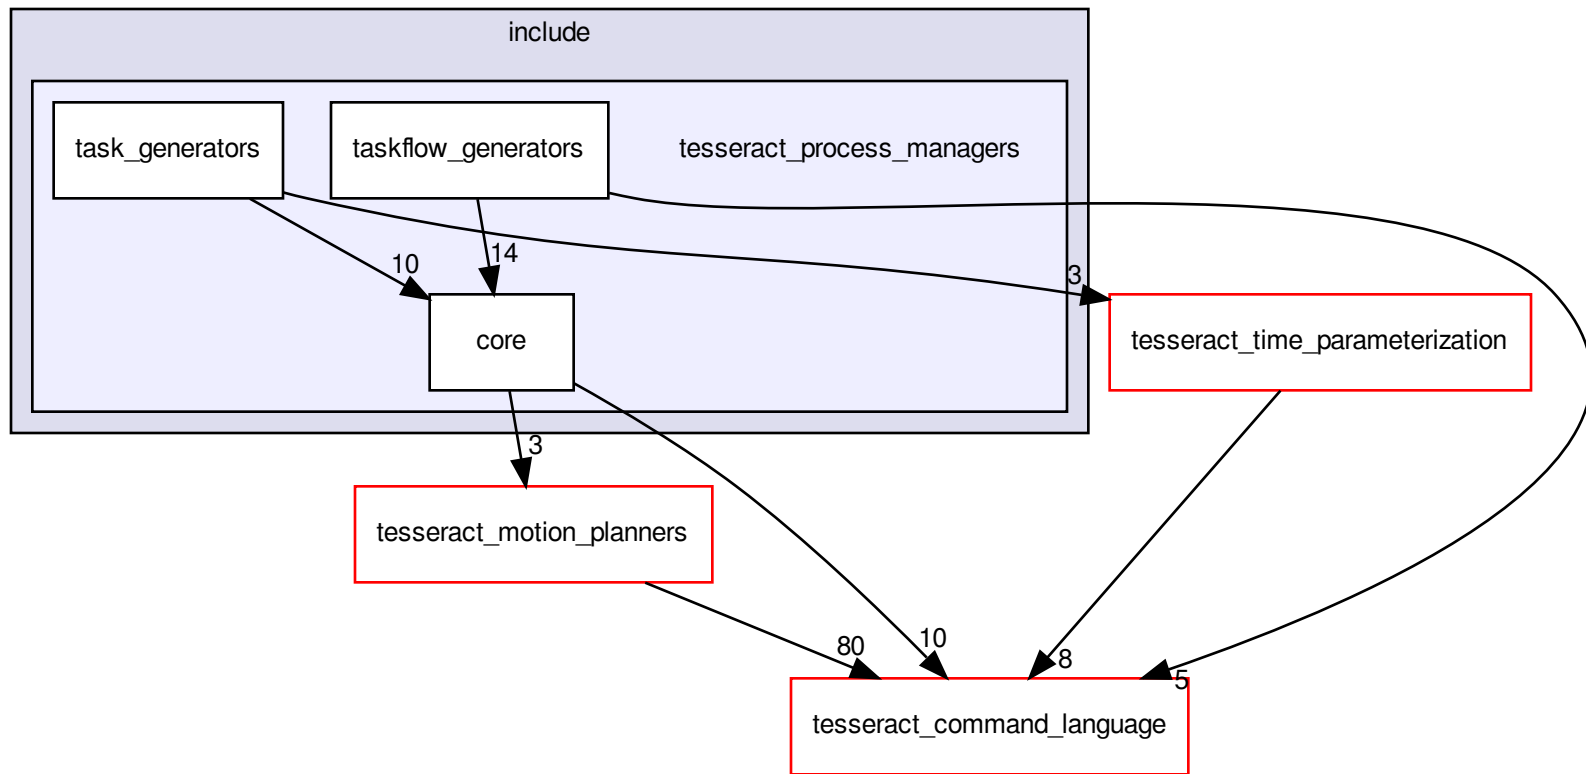 include
task_generators
taskflow_generators
tesseract_process_managers
10
14
3
core
tesseract_time_parameterization
3
tesseract_motion_planners
80
10
8
5
tesseract_command_language